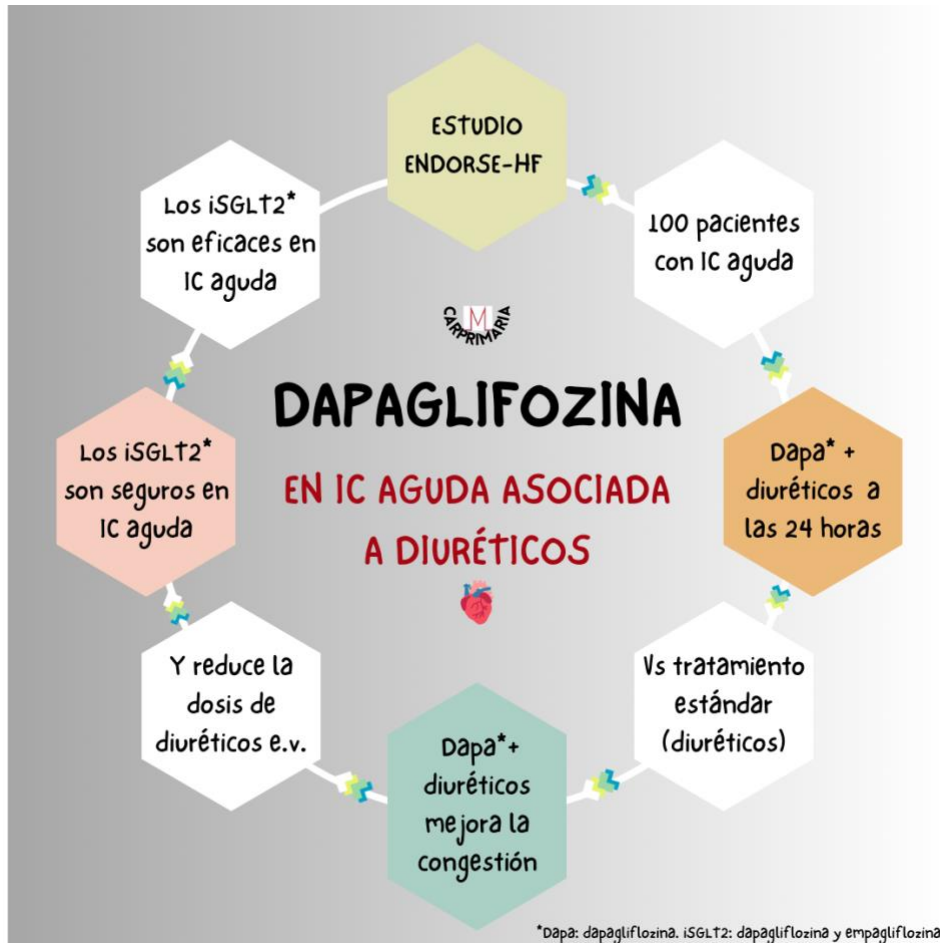 ESTUDIO
ENDORSE-HF
100 pacientes
con IC aguda
Dapa* +
diuréticos a
las 24 horas
Vs tratamiento
estándar
(diuréticos)
Dapa*+
diuréticos
mejora la
congestión
Y reduce la
dosis de
diuréticos e.v.
Los iSGLT2*
son seguros en
IC aguda
Los iSGLT2*
son eficaces en
IC aguda
M
CARPRIMARIA
DAPAGLIFOZINA
EN IC AGUDA ASOCIADA
A DIURÉTICOS
*Dapa: dapagliflozina. iSGLT2: dapagliflozina y empagliflozina